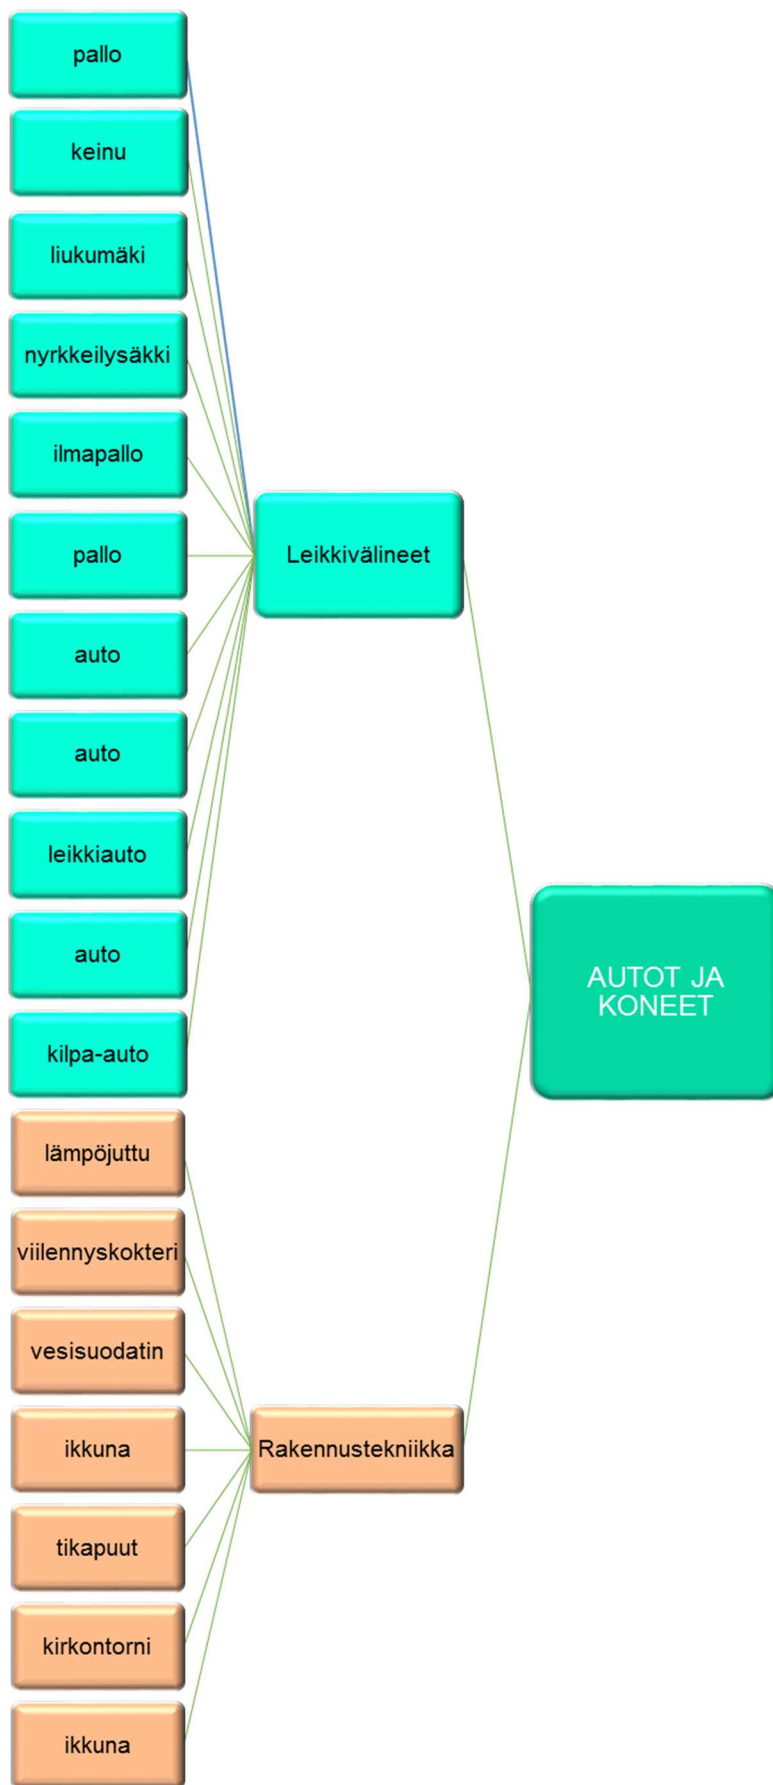 pallo
keinu
liukumäki
nyrkkeilysäkki
ilmapallo
pallo
auto
auto
leikkiauto
auto
kilpa-auto
lämpöjuttu
viilennyskokteri
vesisuodatin
ikkuna
tikapuut
kirkontorni
ikkuna
Leikkivälineet
Rakennustekniikka
AUTOT JA
KONEET